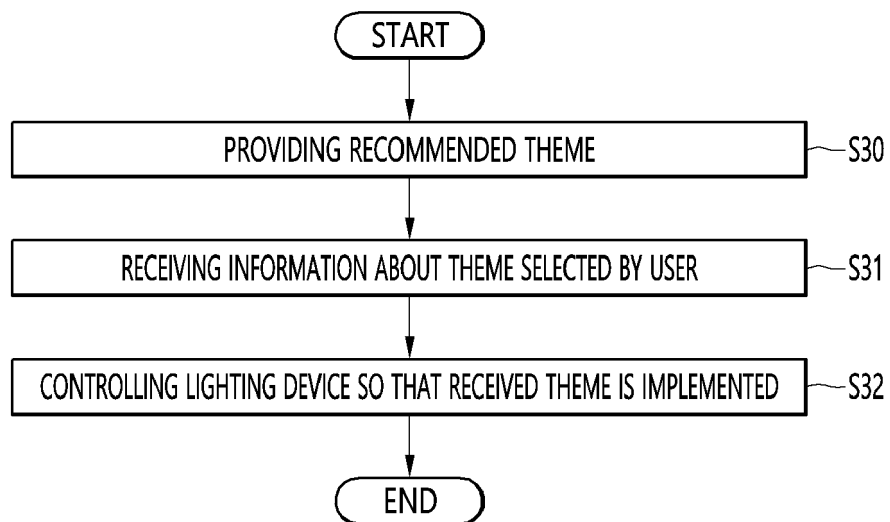 START
PROVIDING RECOMMENDED THEME
S30
RECEIVING INFORMATION ABOUT THEME SELECTED BY USER
S31
CONTROLLING LIGHTING DEVICE SO THAT RECEIVED THEME IS IMPLEMENTED
S32
END